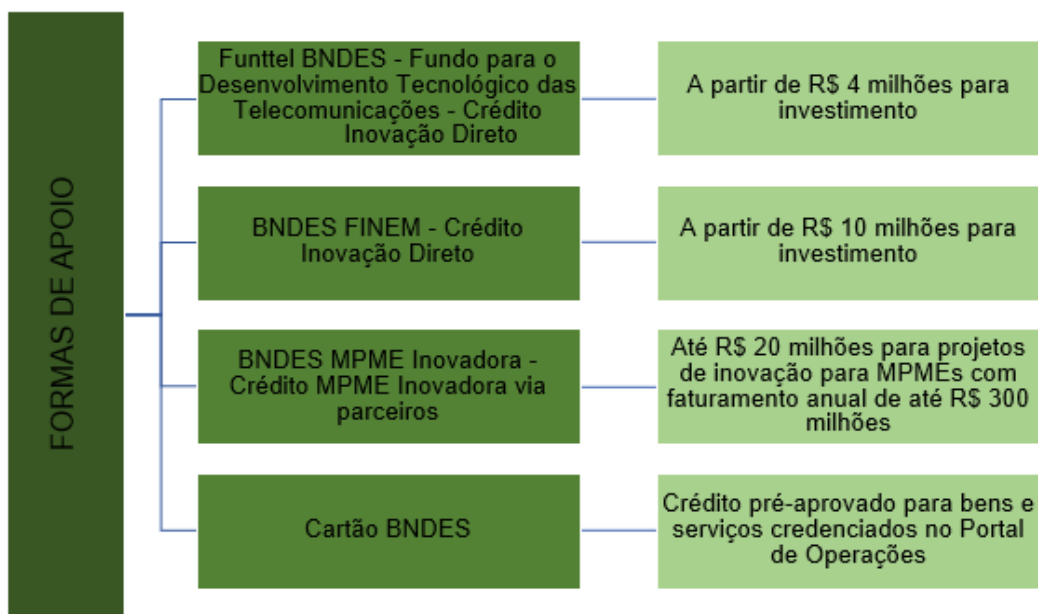 FORMAS DE APOIO
Funttel BNDES - Fundo para o
Desenvolvimento Tecnológico das
Telecomunicações - Crédito
Inovação Direto
A partir de R$ 4 milhões para
investimento
BNDES FINEM - Crédito
Inovação Direto
A partir de R$ 10 milhões para
investimento
BNDES MPME Inovadora -
Crédito MPME Inovadora via
parceiros
Até R$ 20 milhões para projetos
de inovação para MPMEs com
faturamento anual de até R$ 300
milhões
Cartão BNDES
Crédito pré-aprovado para bens e
serviços credenciados no Portal
de Operações